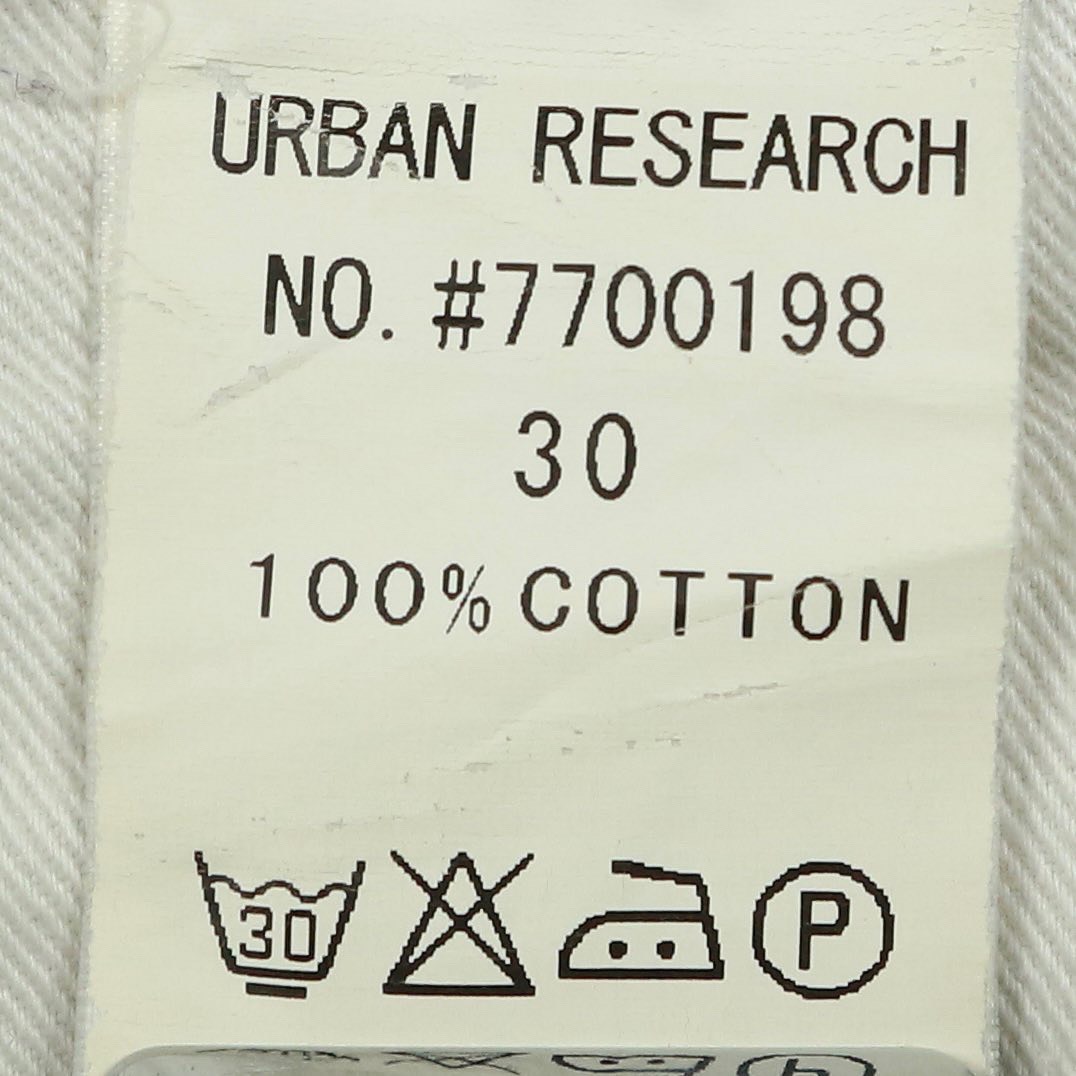 URBAN RESEARCH
NO. #7700198
30
100% COTTON
30 P